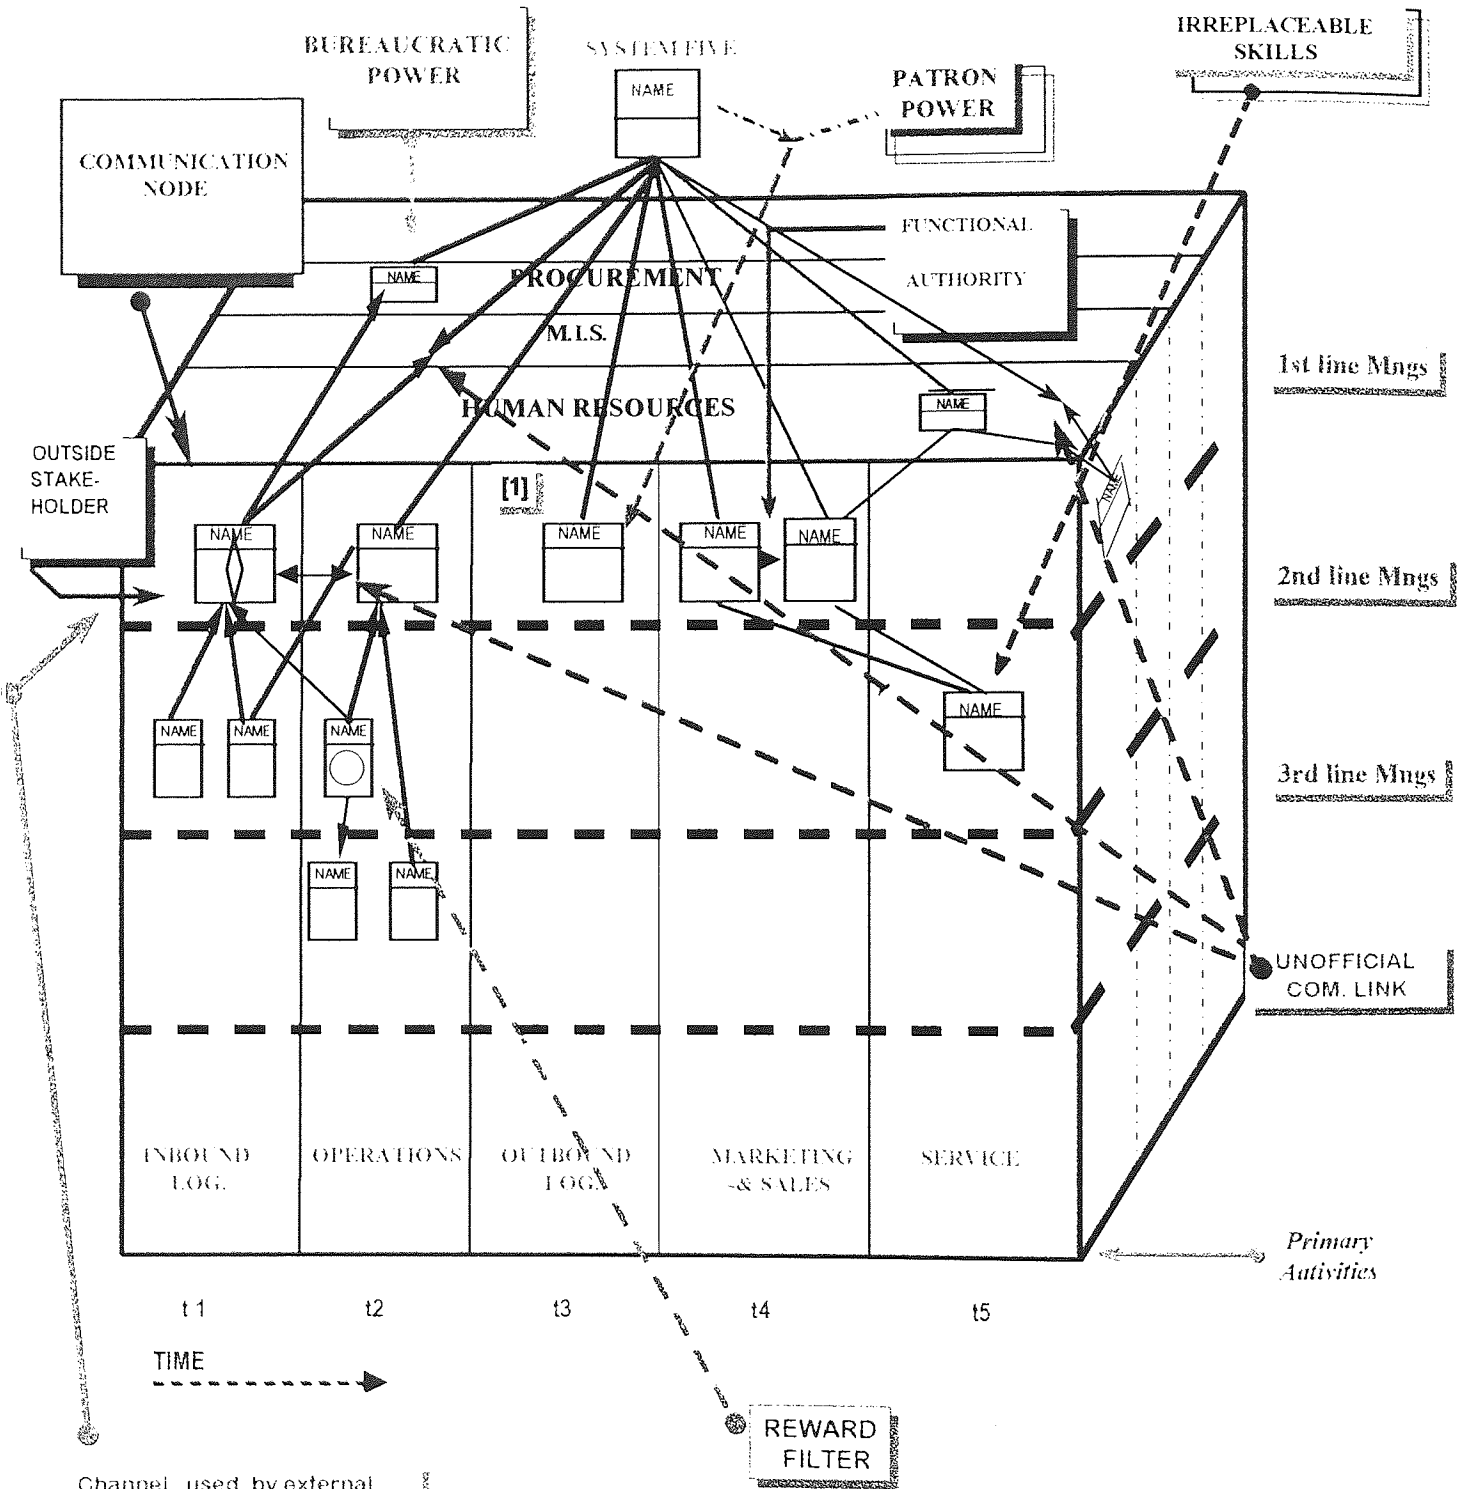 BUREAUCRATIC
POWER
SYSTEM FIVE
NAME
PATRON
POWER
IRREPLACEABLE
SKILLS
COMMUNICATION
NODE
FUNCTIONAL
AUTHORITY
NAME
PROCUREMENT
M.I.S.
HUMAN RESOURCES
NAME
1st line Mngs
OUTSIDE
STAKE-
HOLDER
[1]
NAME
NAME
NAME
NAME
NAME
NAME
2nd line Mngs
NAME
NAME
NAME
NAME
3rd line Mngs
NAME
NAME
UNOFFICIAL
COM. LINK
INBOUND
LOG.
OPERATIONS
OUTBOUND
LOG.
MARKETING
-& SALES
SERVICE
Primary
Aativities
t 1
t2
t3
t4
t5
TIME
REWARD
FILTER
Channel used by external